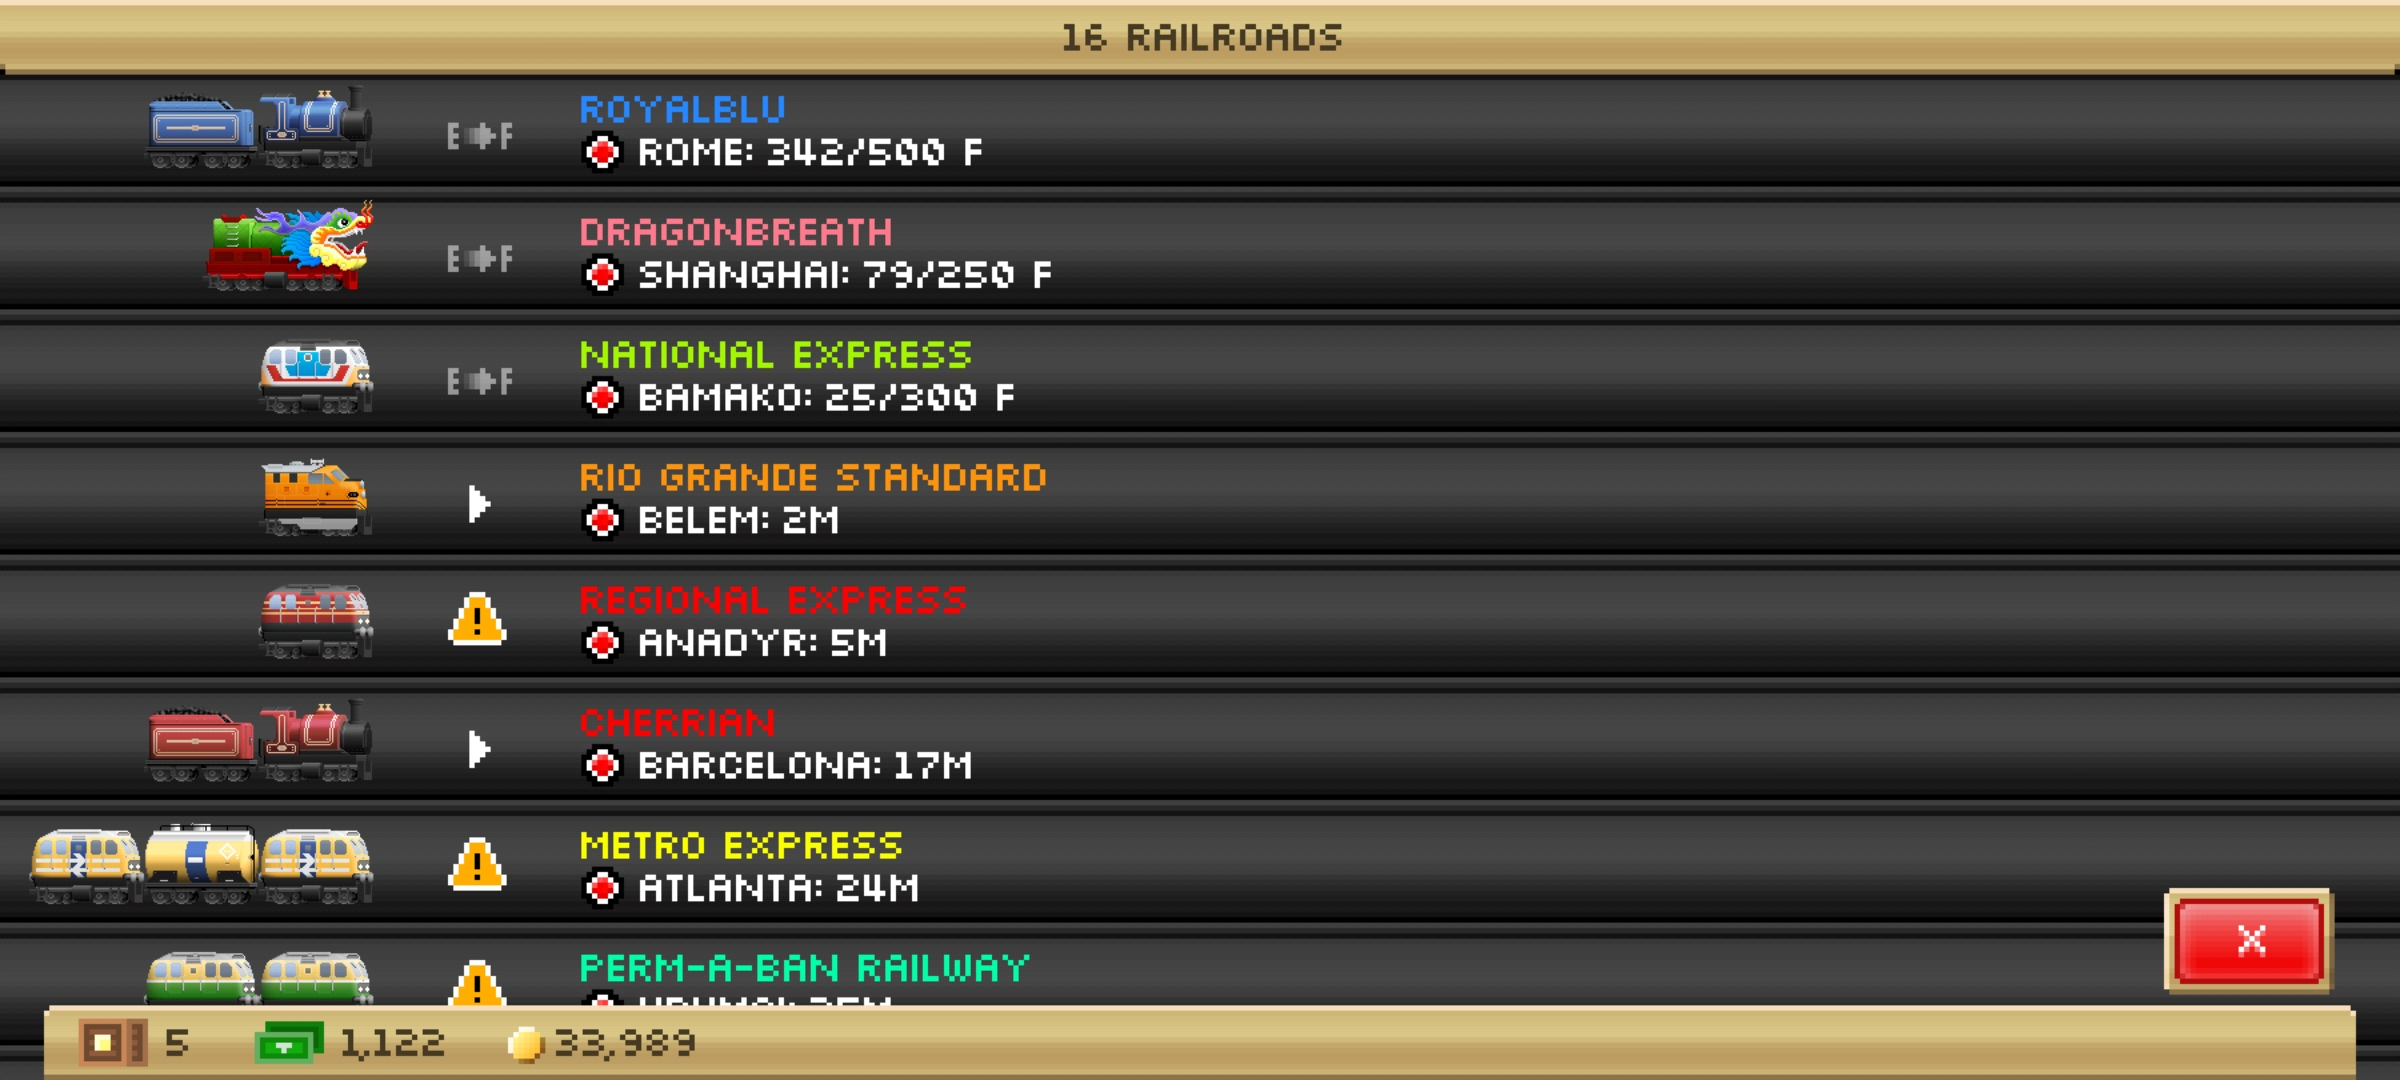 16 RAILROADS
ROYALBLU
E F
ROME: 342/500 F
DRAGONBREATH
E F
SHANGHAI: 79/250 F
NATIONAL EXPRESS
E F
BAMAKO: 25/300 F
RIO GRANDE STANDARD
BELEM: 2M
REGIONAL EXPRESS
!
ANADYR: 5M
CHERRIAN
BARCELONA: 17M
METRO EXPRESS
!
ATLANTA: 24M
PERM-A-BAN RAILWAY
!
X
5 1,122 33,989